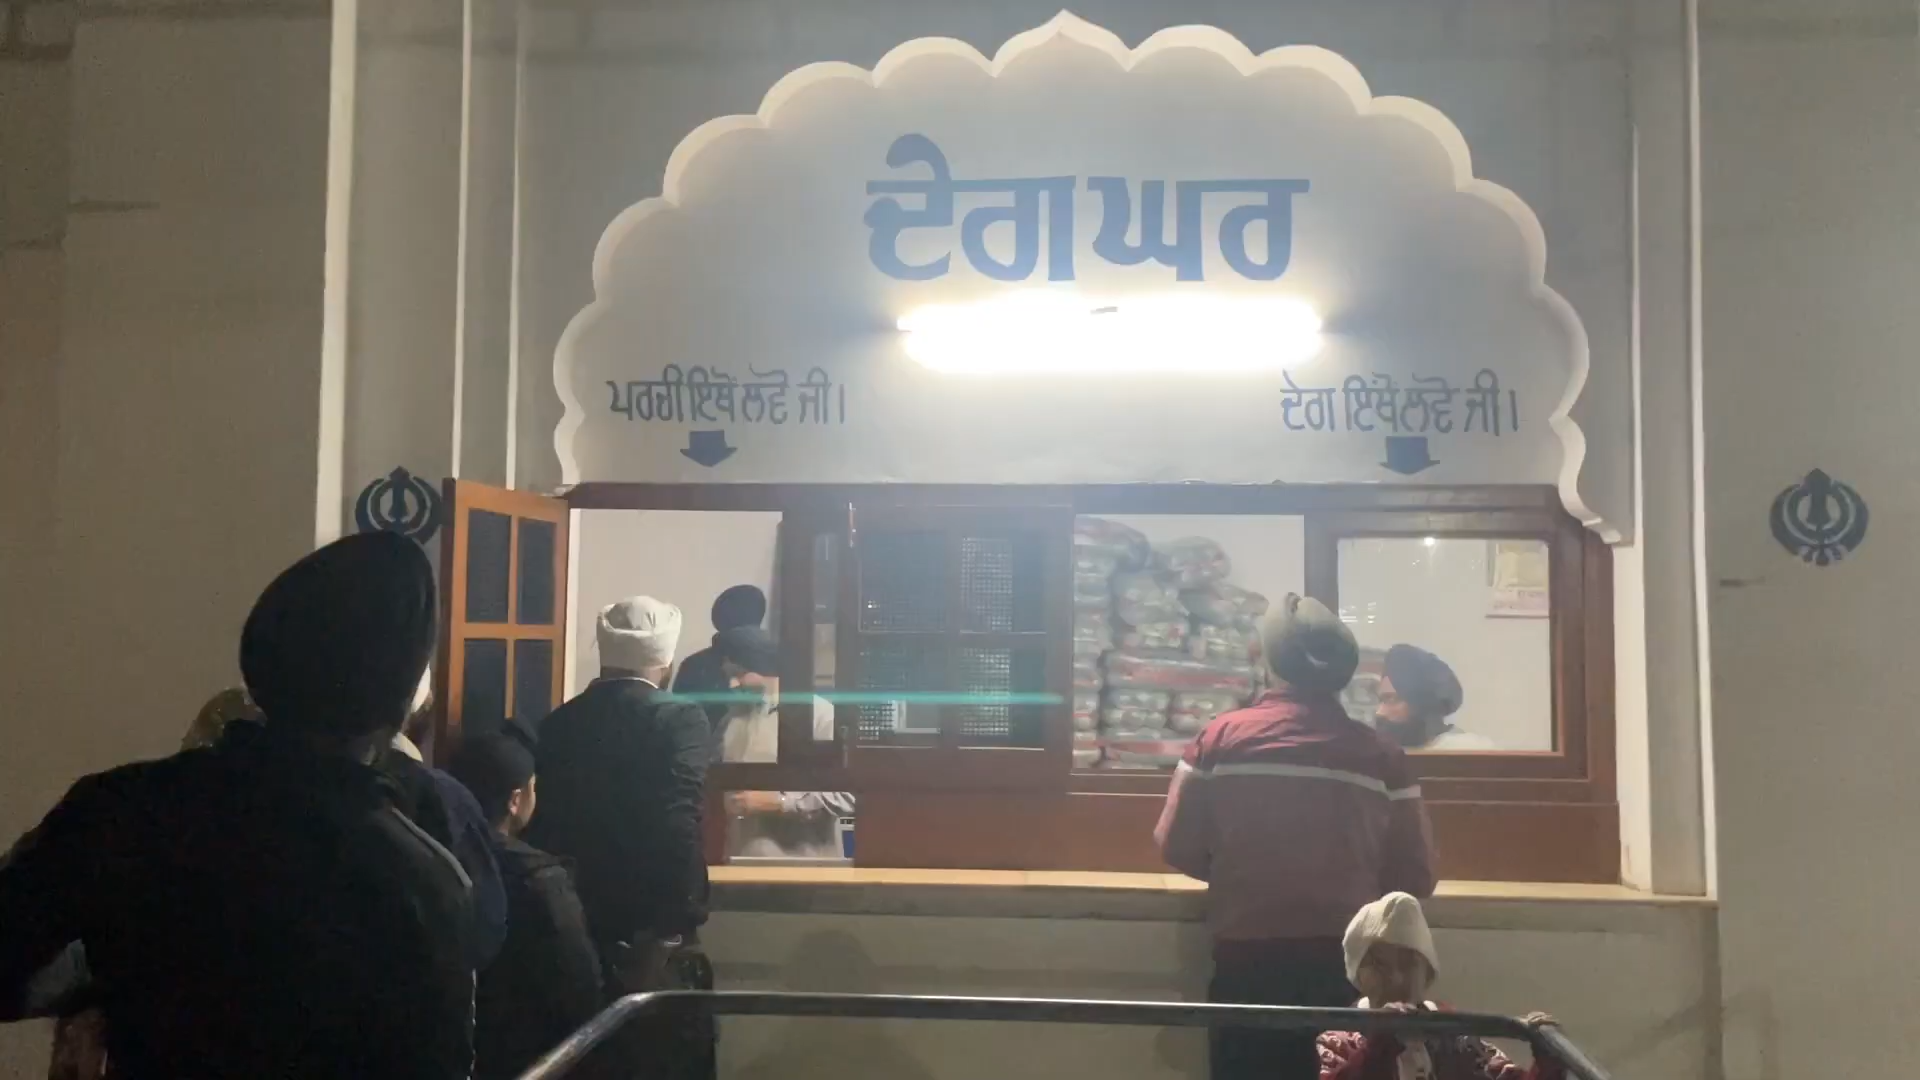 ਦੇਗ ਘਰ
ਪਰਚੀ ਇਥੋਂ ਲਵੋ ਜੀ।
ਦੇਗ ਇਥੋਂ ਲਵੋ ਜੀ।